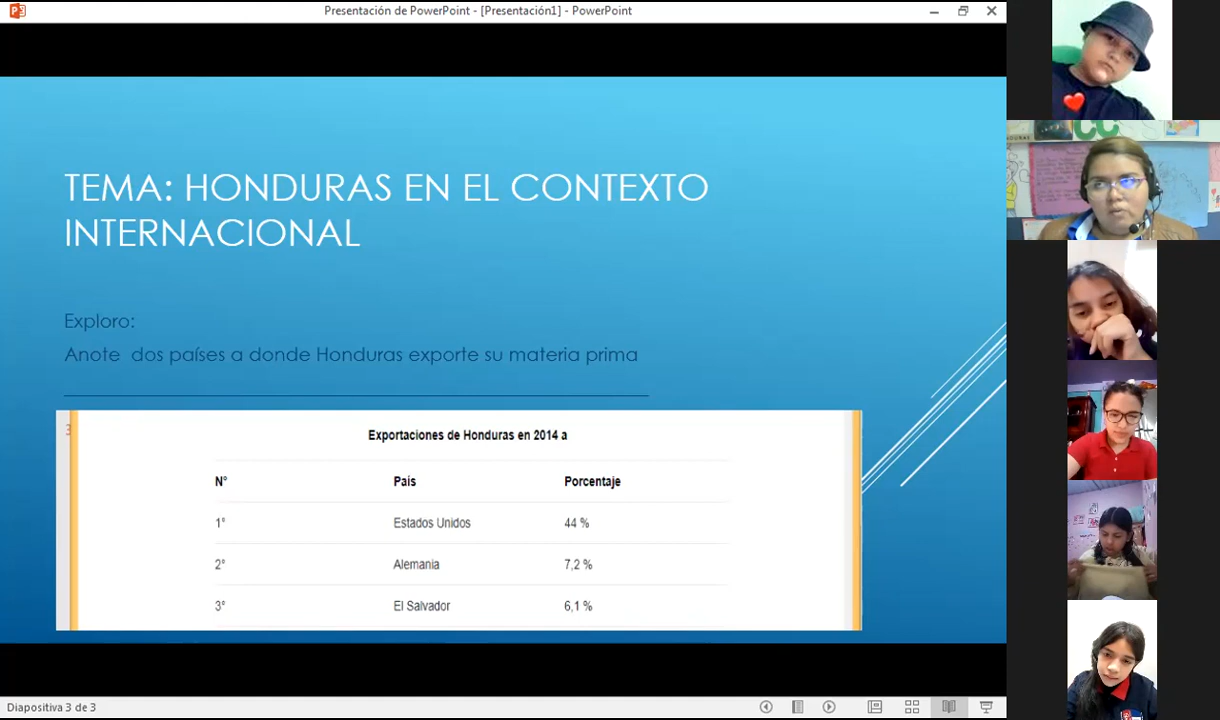 Presentación de PowerPoint - [Presentación1] - PowerPoint
TEMA: HONDURAS EN EL CONTEXTO
INTERNACIONAL
Exploro:
Anote dos países a donde Honduras exporte su materia prima
3
Exportaciones de Honduras en 2014 a
N° País Porcentaje
1° Estados Unidos 44 %
2° Alemania 7,2 %
3° El Salvador 6,1 %
Diapositiva 3 de 3